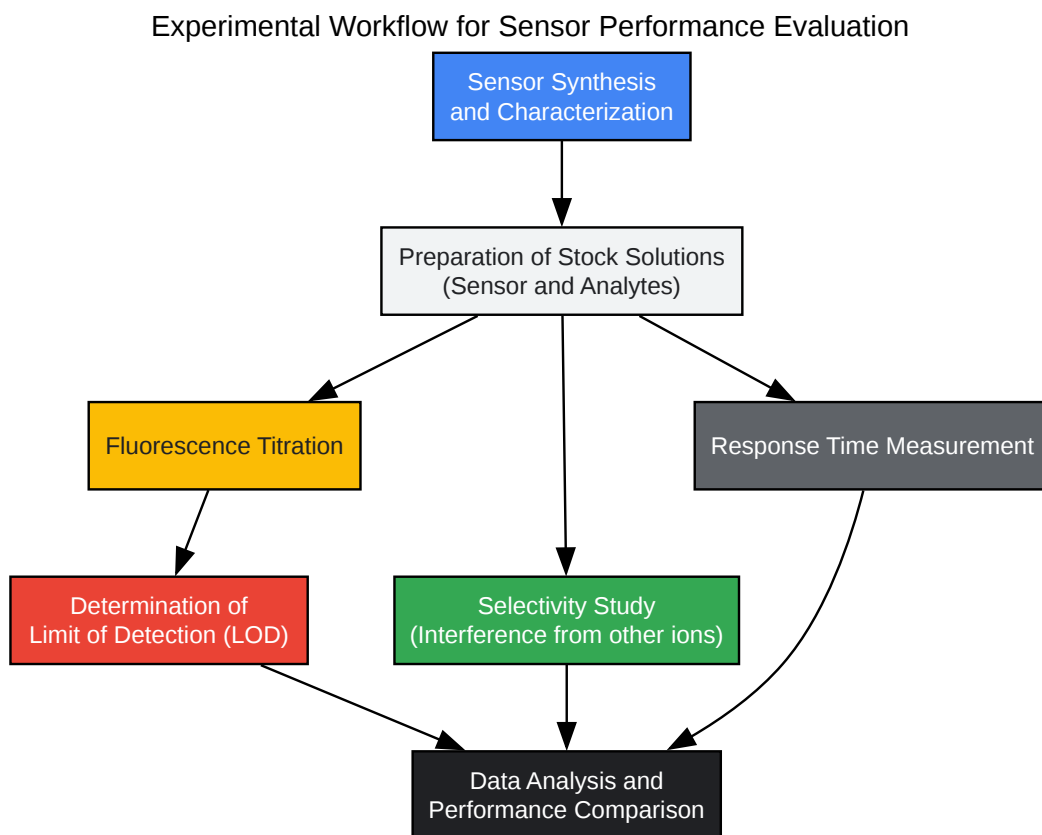 Experimental Workflow for Sensor Performance Evaluation
Sensor Synthesis
and Characterization
Preparation of Stock Solutions
(Sensor and Analytes)
Fluorescence Titration
Response Time Measurement
Determination of
Limit of Detection (LOD)
Selectivity Study
(Interference from other ions)
Data Analysis and
Performance Comparison